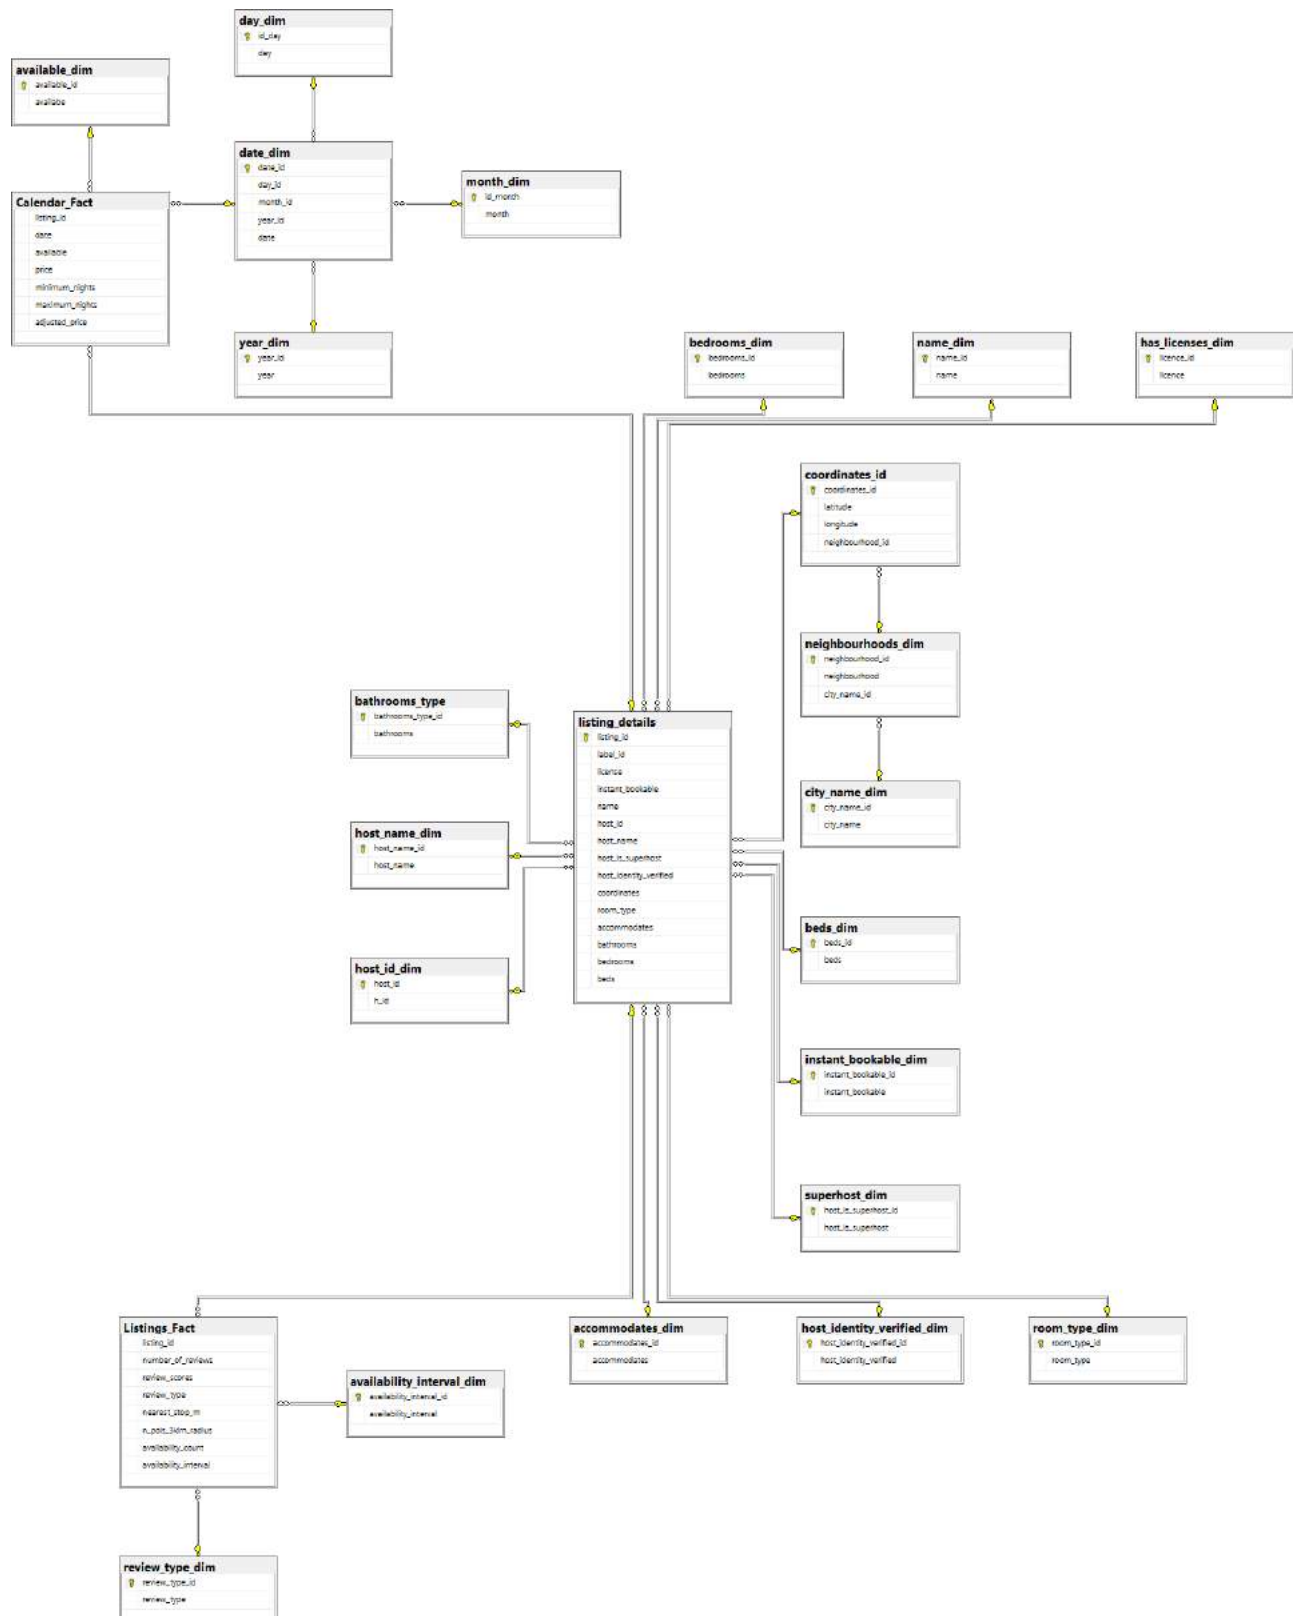 day_dim
id_day
day
available_dim
available_id
availabe
date_dim
date_id
day_id
month_id
year_id
date
month_dim
id_month
month
Calendar_Fact
listing_id
date
available
price
minimum_nights
maximum_nights
adjusted_price
year_dim
year_id
year
bedrooms_dim
bedrooms_id
bedrooms
name_dim
name_id
name
has_licenses_dim
licence_id
licence
coordinates_id
coordinates_id
latitude
longitude
neighbourhood_id
neighbourhoods_dim
neighbourhood_id
neighbourhood
city_name_id
bathrooms_type
bathrooms_type_id
bathrooms
listing_details
listing_id
label_id
license
instant_bookable
name
host_id
host_name
host_is_superhost
host_identity_verified
coordinates
room_type
accommodates
bathrooms
bedrooms
beds
city_name_dim
city_name_id
city_name
host_name_dim
host_name_id
host_name
beds_dim
beds_id
beds
host_id_dim
host_id
h_id
instant_bookable_dim
instant_bookable_id
instant_bookable
superhost_dim
host_is_superhost_id
host_is_superhost
Listings_Fact
listing_id
number_of_reviews
review_scores
review_type
nearest_stop_m
n_pois_3klm_radius
availability_count
availability_interval
accommodates_dim
accommodates_id
accommodates
host_identity_verified_dim
host_identity_verified_id
host_identity_verified
room_type_dim
room_type_id
room_type
availability_interval_dim
availability_interval_id
availability_interval
review_type_dim
review_type_id
review_type